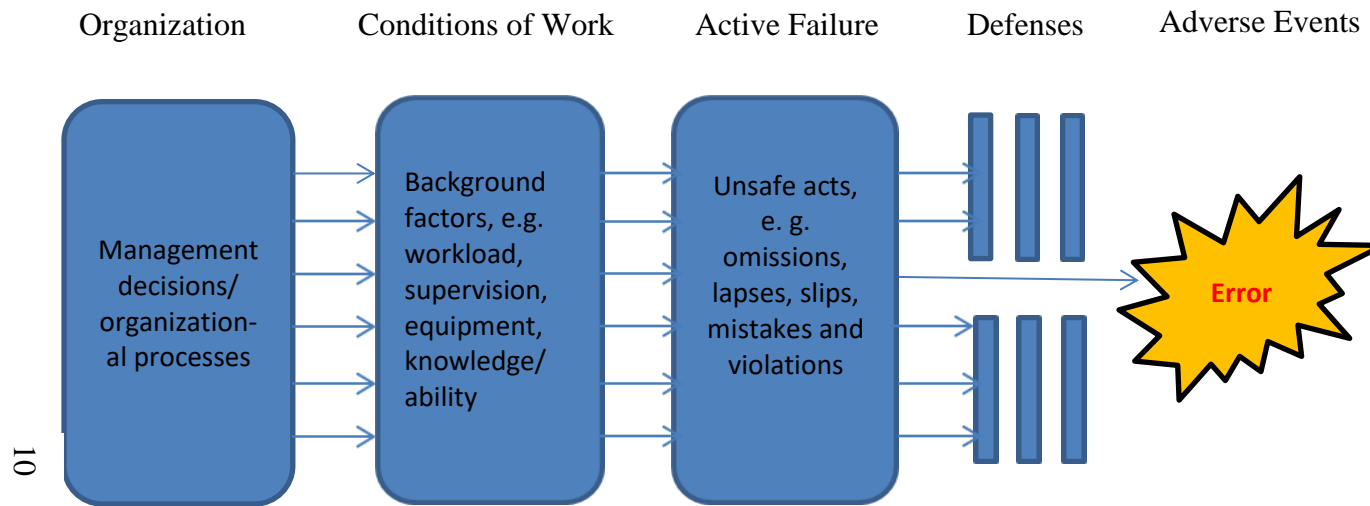 Organization
Conditions of Work
Active Failure
Defenses
Adverse Events
Management
decisions/
organization-
al processes
Background
factors, e.g.
workload,
supervision,
equipment,
knowledge/
ability
Unsafe acts,
e. g.
omissions,
lapses, slips,
mistakes and
violations
Error
10